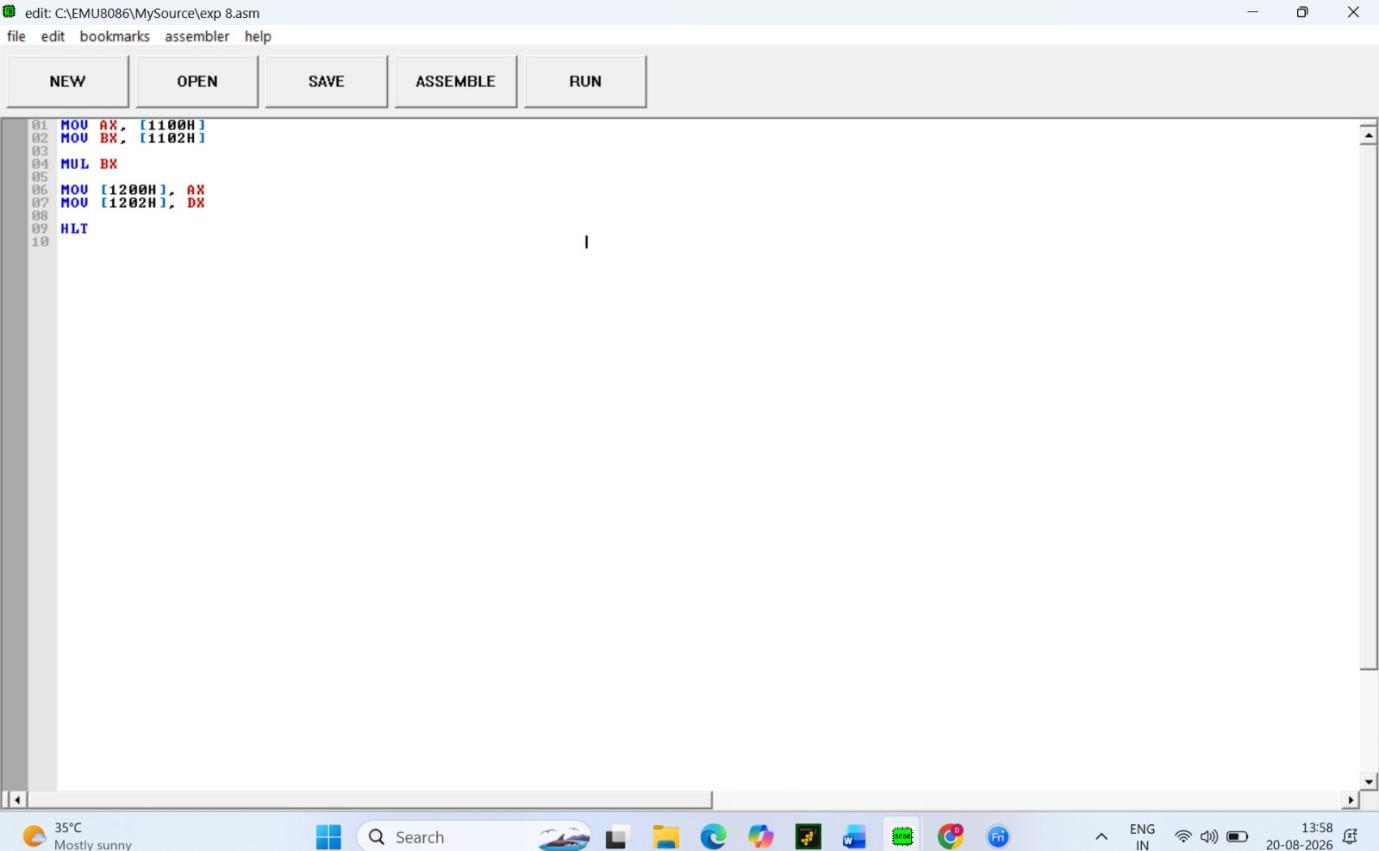 edit: C:\EMU8086\MySource\exp 8.asm
file edit bookmarks assembler help
NEW OPEN SAVE ASSEMBLE RUN
01 MOV AX, [1100H]
02 MOV BX, [1102H]
03
04 MUL BX
05
06 MOV [1200H], AX
07 MOV [1202H], DX
08
09 HLT
10
35°C
Mostly sunny
Search
ENG
IN
13:58
20-08-2026